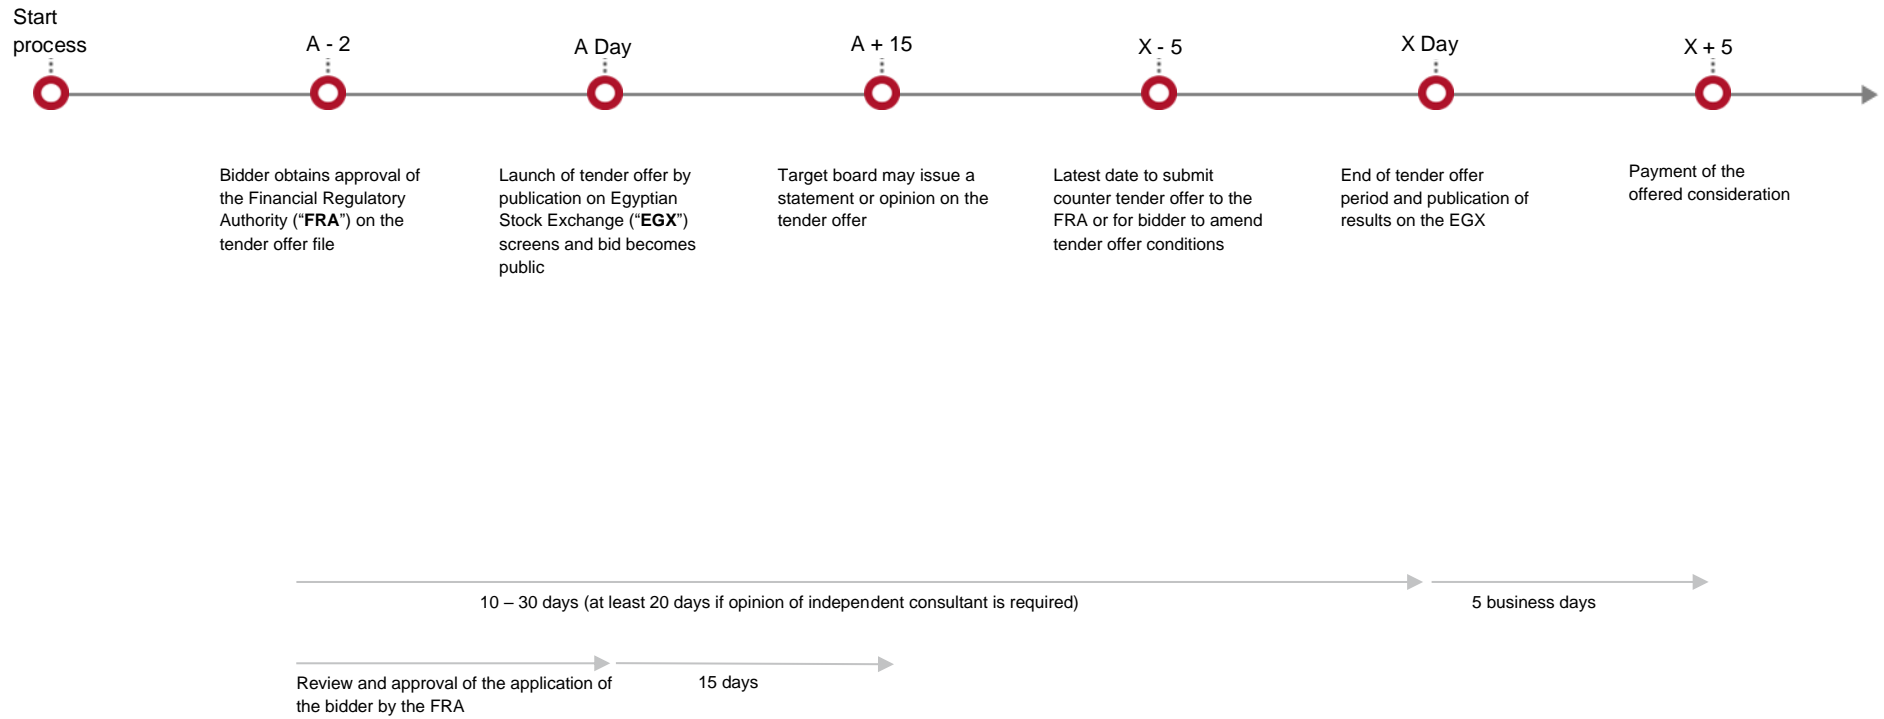 Start
process
A - 2
A Day
A + 15
X - 5
X Day
X + 5
Bidder obtains approval of
the Financial Regulatory
Authority (“FRA”) on the
tender offer file
Launch of tender offer by
publication on Egyptian
Stock Exchange (“EGX”)
screens and bid becomes
public
Target board may issue a
statement or opinion on the
tender offer
Latest date to submit
counter tender offer to the
FRA or for bidder to amend
tender offer conditions
End of tender offer
period and publication of
results on the EGX
Payment of the
offered consideration
10 – 30 days (at least 20 days if opinion of independent consultant is required)
5 business days
Review and approval of the application of
the bidder by the FRA
15 days